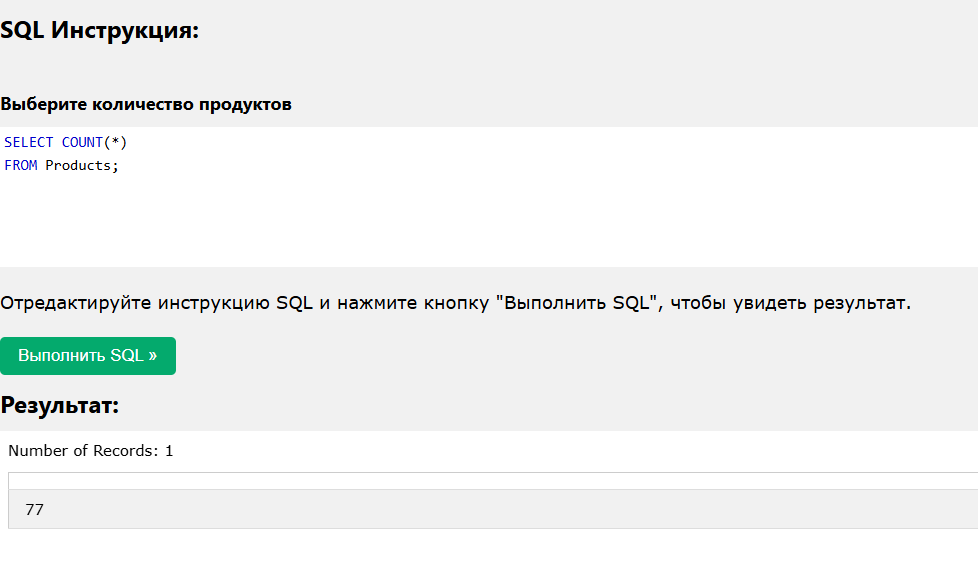 SQL Инструкция:
Выберите количество продуктов
SELECT COUNT(*)
FROM Products;
Отредактируйте инструкцию SQL и нажмите кнопку "Выполнить SQL", чтобы увидеть результат.
Выполнить SQL »
Результат:
Number of Records: 1
77